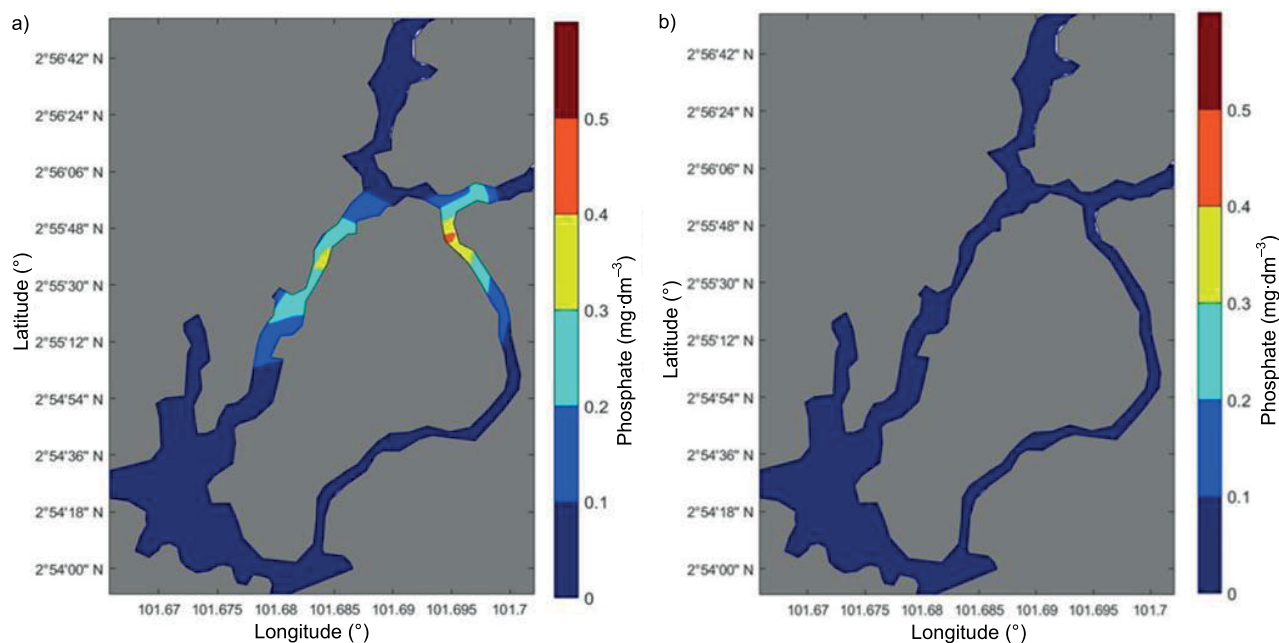 a)
2°56'42" N
2°56'24" N
2°56'06" N
2°55'48" N
2°55'30" N
2°55'12" N
2°54'54" N
2°54'36" N
2°54'18" N
2°54'00" N
Latitude (°)
101.67 101.675 101.68 101.685 101.69 101.695 101.7
Longitude (°)
0.5
0.4
0.3
0.2
0.1
0
Phosphate (mg·dm⁻³)
b)
2°56'42" N
2°56'24" N
2°56'06" N
2°55'48" N
2°55'30" N
2°55'12" N
2°54'54" N
2°54'36" N
2°54'18" N
2°54'00" N
Latitude (°)
101.67 101.675 101.68 101.685 101.69 101.695 101.7
Longitude (°)
0.5
0.4
0.3
0.2
0.1
0
Phosphate (mg·dm⁻³)